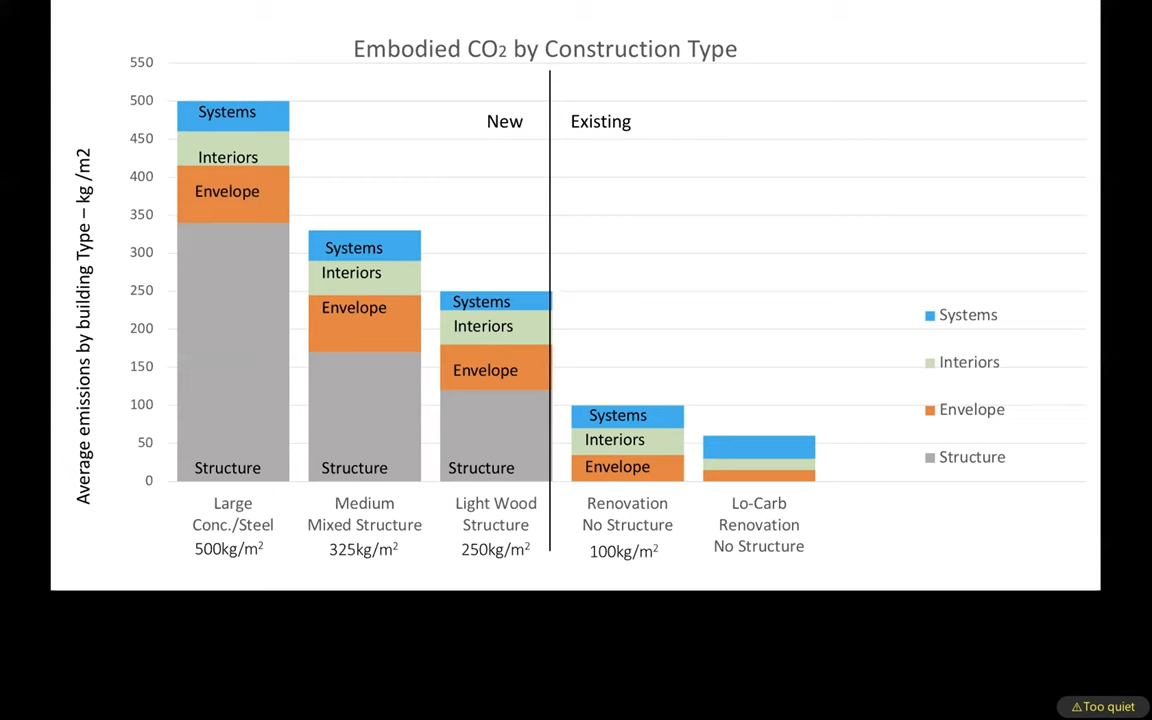 Embodied CO2 by Construction Type
550
500
450
400
350
300
250
200
150
100
50
0
Average emissions by building Type – kg /m2
New
Existing
Systems
Interiors
Envelope
Structure
Systems
Interiors
Envelope
Structure
Systems
Interiors
Envelope
Structure
Systems
Interiors
Envelope
Systems
Interiors
Envelope
Structure
Large
Conc./Steel
500kg/m²
Medium
Mixed Structure
325kg/m²
Light Wood
Structure
250kg/m²
Renovation
No Structure
100kg/m²
Lo-Carb
Renovation
No Structure
Too quiet